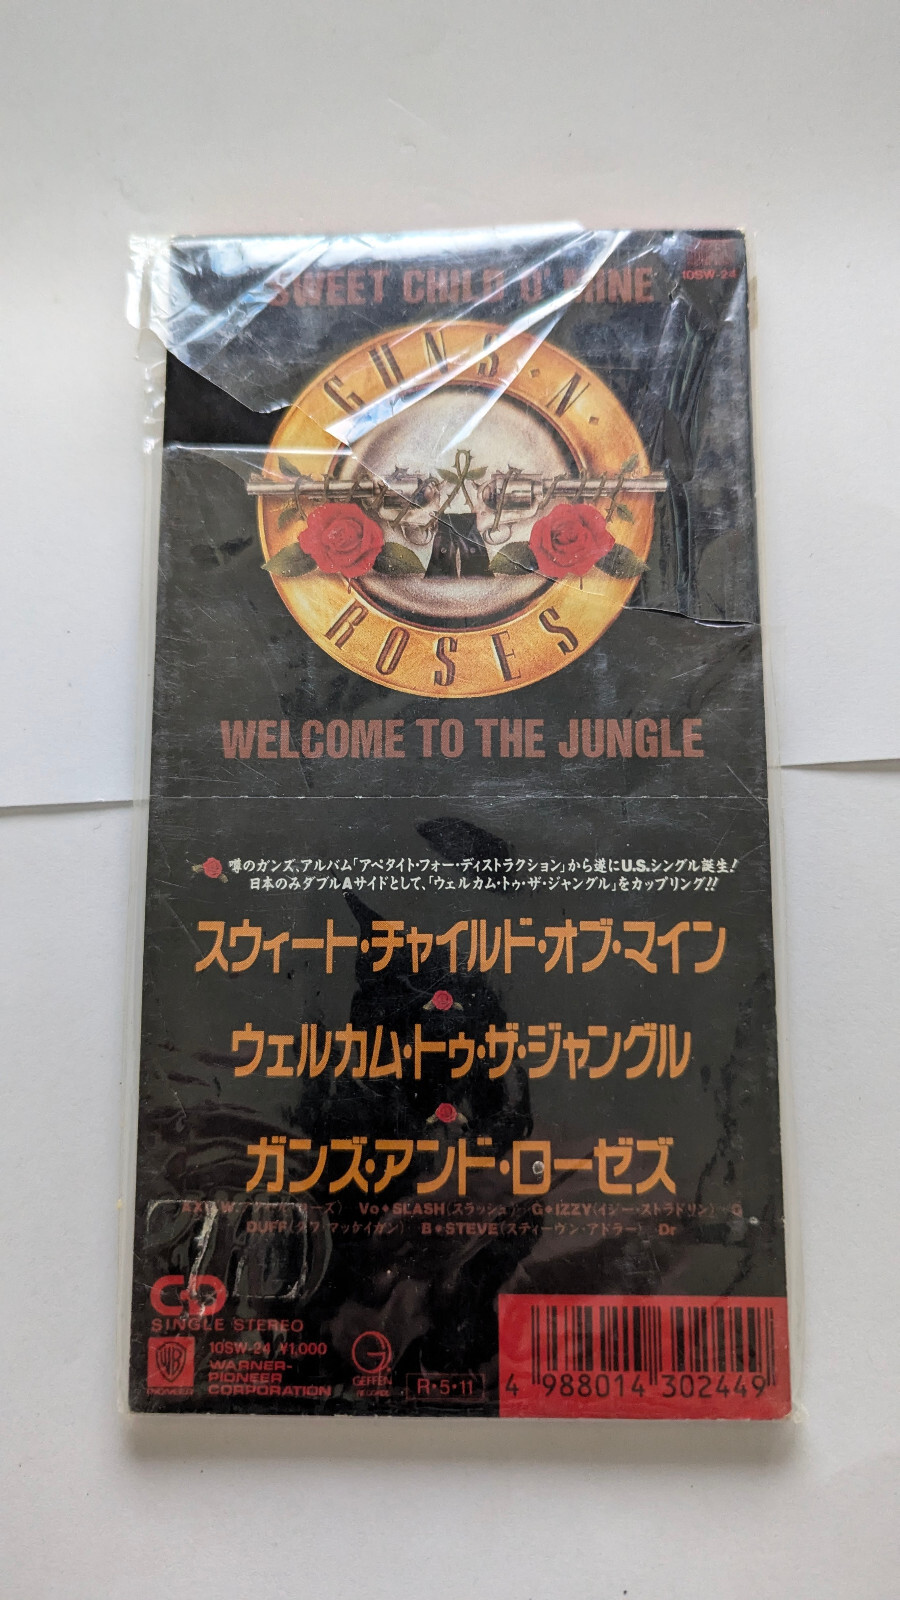 SWEET CHILD O' MINE
10SW-24
GUNS·N·
ROSES
WELCOME TO THE JUNGLE
噂のガンズ、アルバム「アペタイト・フォー・ディストラクション」から遂にU.S.シングル誕生!
日本のみダブルAサイドとして、「ウェルカム・トゥ・ザ・ジャングル」をカップリング!!
スウィート・チャイルド・オブ・マイン
ウェルカム・トゥ・ザ・ジャングル
ガンズ・アンド・ローゼズ
Vo◆SLASH(スラッシュ) G◆IZZY(イジー・ストラドリン) G
DUFF(ダフ・マッケイガン) B◆STEVE(スティーヴン・アドラー) Dr
CD
SINGLE STEREO
10SW-24 ¥1,000
WARNER-
PIONEER
CORPORATION
WB
PIONEER
G
GEFFEN
RECORDS
R・5・11
4 988014 302449